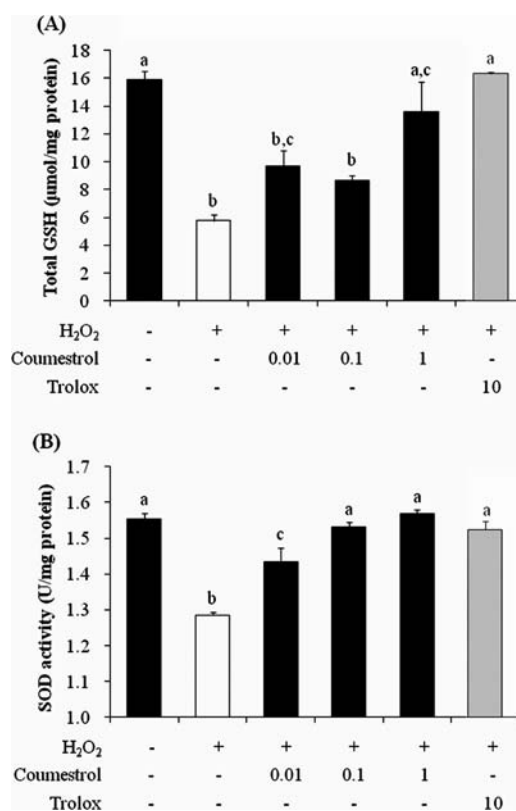 (A)
Total GSH (μmol/mg protein)
18
16
14
12
10
8
6
4
2
0
a
b
b,c
b
a,c
a
H₂O₂ - + + + + +
Coumestrol - - 0.01 0.1 1 -
Trolox - - - - - 10
(B)
SOD activity (U/mg protein)
1.7
1.6
1.5
1.4
1.3
1.2
1.1
1.0
a
b
c
a
a
a
H₂O₂ - + + + + +
Coumestrol - - 0.01 0.1 1 -
Trolox - - - - - 10